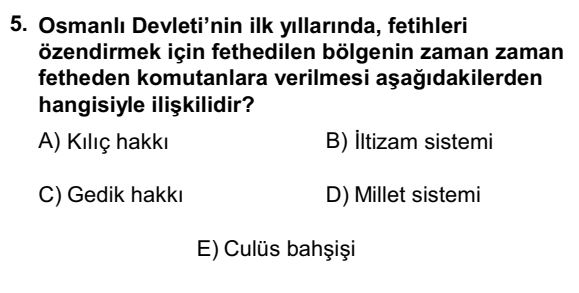 5. Osmanlı Devleti’nin ilk yıllarında, fetihleri
özendirmek için fethedilen bölgenin zaman zaman
fetheden komutanlara verilmesi aşağıdakilerden
hangisiyle ilişkilidir?
A) Kılıç hakkı B) İltizam sistemi
C) Gedik hakkı D) Millet sistemi
E) Culüs bahşişi